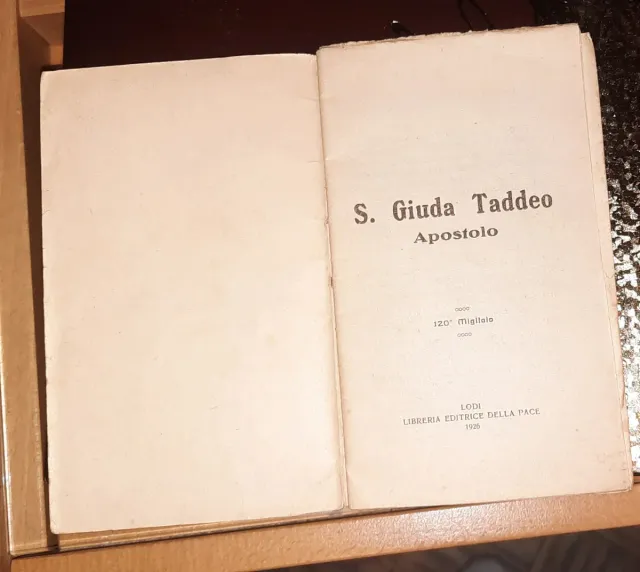 S. Giuda Taddeo
Apostolo
120° Migliaio
LODI
LIBRERIA EDITRICE DELLA PACE
1926